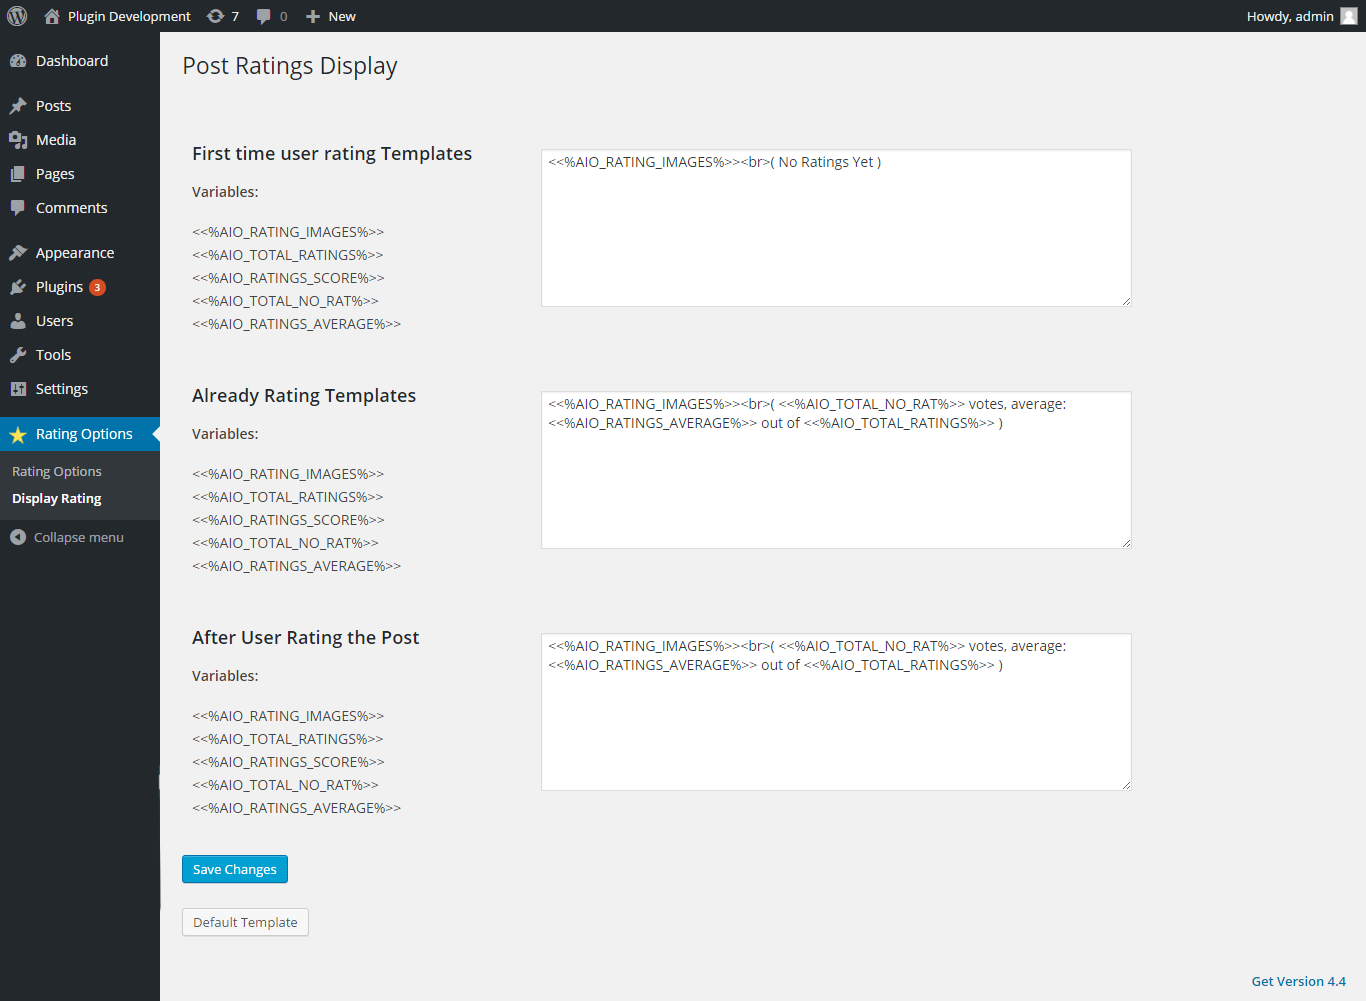 Plugin Development 7 0 New Howdy, admin
Dashboard
Posts
Media
Pages
Comments
Appearance
Plugins 3
Users
Tools
Settings
Rating Options
Rating Options
Display Rating
Collapse menu
Post Ratings Display
First time user rating Templates
Variables:
<<%AIO_RATING_IMAGES%>>
<<%AIO_TOTAL_RATINGS%>>
<<%AIO_RATINGS_SCORE%>>
<<%AIO_TOTAL_NO_RAT%>>
<<%AIO_RATINGS_AVERAGE%>>
<<%AIO_RATING_IMAGES%>><br>( No Ratings Yet )
Already Rating Templates
Variables:
<<%AIO_RATING_IMAGES%>>
<<%AIO_TOTAL_RATINGS%>>
<<%AIO_RATINGS_SCORE%>>
<<%AIO_TOTAL_NO_RAT%>>
<<%AIO_RATINGS_AVERAGE%>>
<<%AIO_RATING_IMAGES%>><br>( <<%AIO_TOTAL_NO_RAT%>> votes, average:
<<%AIO_RATINGS_AVERAGE%>> out of <<%AIO_TOTAL_RATINGS%>> )
After User Rating the Post
Variables:
<<%AIO_RATING_IMAGES%>>
<<%AIO_TOTAL_RATINGS%>>
<<%AIO_RATINGS_SCORE%>>
<<%AIO_TOTAL_NO_RAT%>>
<<%AIO_RATINGS_AVERAGE%>>
<<%AIO_RATING_IMAGES%>><br>( <<%AIO_TOTAL_NO_RAT%>> votes, average:
<<%AIO_RATINGS_AVERAGE%>> out of <<%AIO_TOTAL_RATINGS%>> )
Save Changes
Default Template
Get Version 4.4